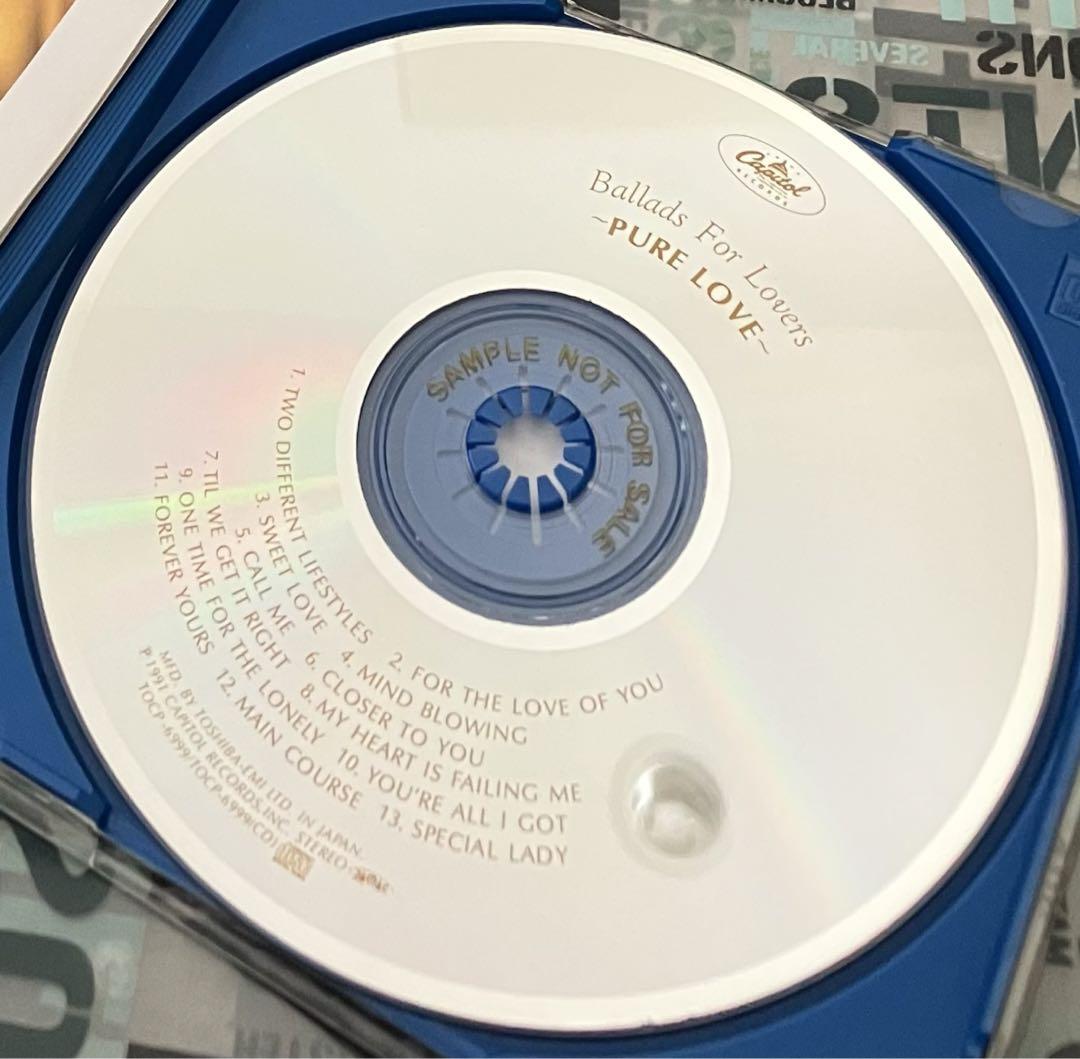 Capitol
RECORDS
Ballads For Lovers
~PURE LOVE~
SAMPLE NOT FOR SALE
1. TWO DIFFERENT LIFESTYLES 2. FOR THE LOVE OF YOU
3. SWEET LOVE 4. MIND BLOWING
5. CALL ME 6. CLOSER TO YOU
7. TIL WE GET IT RIGHT 8. MY HEART IS FAILING ME
9. ONE TIME FOR THE LONELY 10. YOU'RE ALL I GOT
11. FOREVER YOURS 12. MAIN COURSE 13. SPECIAL LADY
MFD. BY TOSHIBA-EMI LTD. IN JAPAN.
P 1991 CAPITOL RECORDS, INC. STEREO
TOCP-6999/TOCP-6999(CD)
SEVERAL